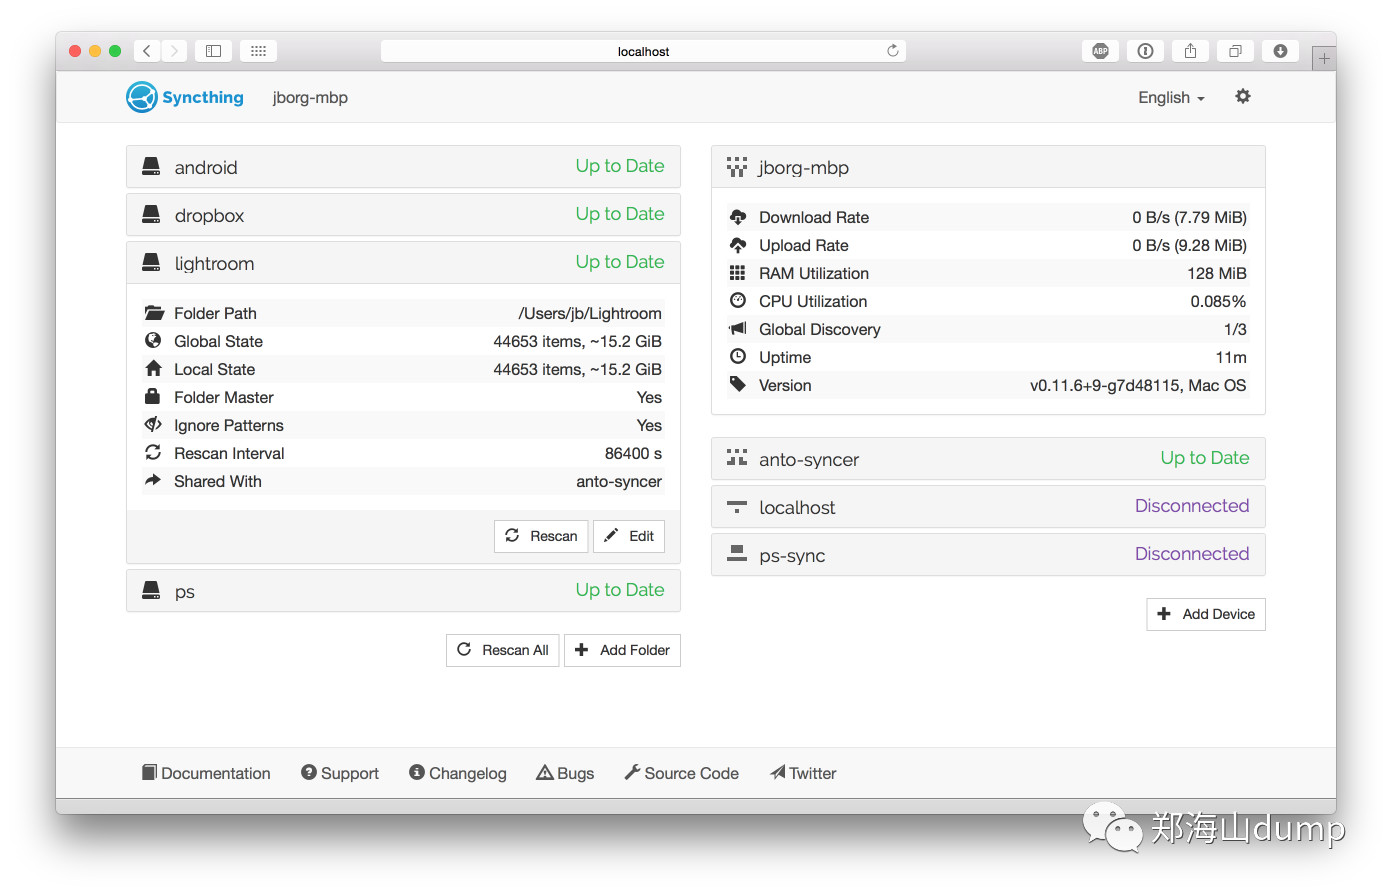 localhost
ABP
Syncthing jborg-mbp English
android Up to Date
dropbox Up to Date
lightroom Up to Date
Folder Path /Users/jb/Lightroom
Global State 44653 items, ~15.2 GiB
Local State 44653 items, ~15.2 GiB
Folder Master Yes
Ignore Patterns Yes
Rescan Interval 86400 s
Shared With anto-syncer
Rescan Edit
ps Up to Date
Rescan All Add Folder
jborg-mbp
Download Rate 0 B/s (7.79 MiB)
Upload Rate 0 B/s (9.28 MiB)
RAM Utilization 128 MiB
CPU Utilization 0.085%
Global Discovery 1/3
Uptime 11m
Version v0.11.6+9-g7d48115, Mac OS
anto-syncer Up to Date
localhost Disconnected
ps-sync Disconnected
Add Device
Documentation Support Changelog Bugs Source Code Twitter
郑海山dump